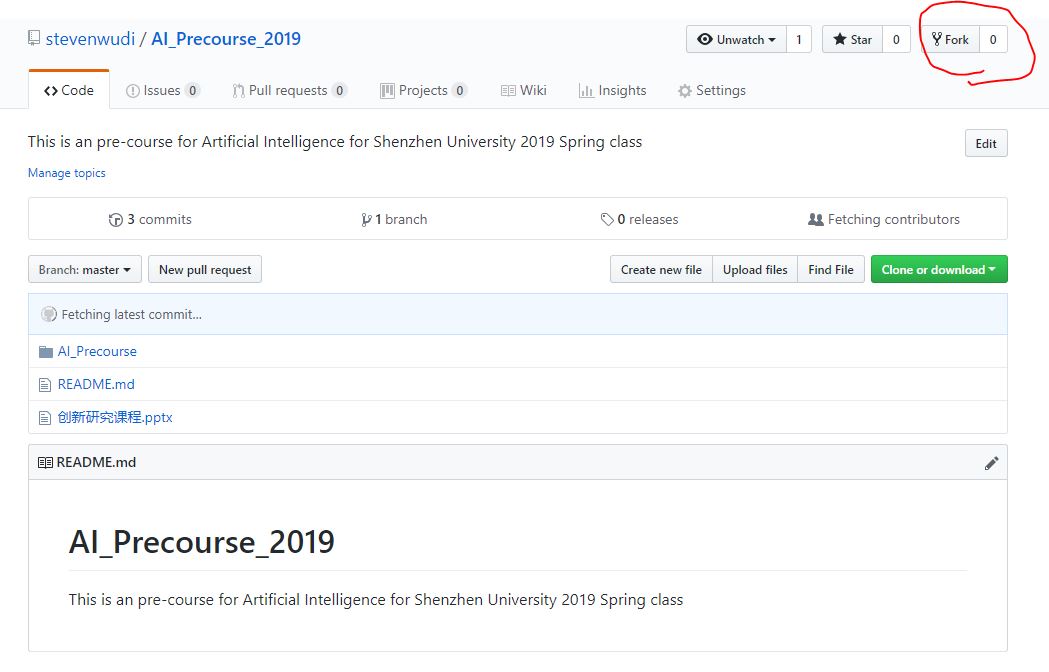 stevenwudi / AI_Precourse_2019 Unwatch 1 Star 0 Fork 0
Code Issues 0 Pull requests 0 Projects 0 Wiki Insights Settings
This is an pre-course for Artificial Intelligence for Shenzhen University 2019 Spring class Edit
Manage topics
3 commits 1 branch 0 releases Fetching contributors
Branch: master New pull request Create new file Upload files Find File Clone or download
Fetching latest commit...
AI_Precourse
README.md
创新研究课程.pptx
README.md
AI_Precourse_2019
This is an pre-course for Artificial Intelligence for Shenzhen University 2019 Spring class